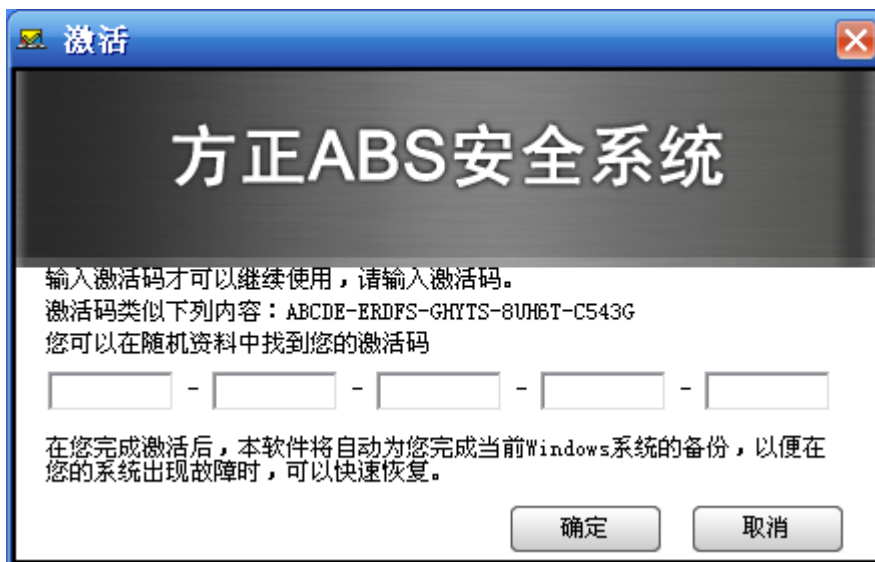 激活
方正ABS安全系统
输入激活码才可以继续使用，请输入激活码。
激活码类似下列内容：ABCDE-ERDFS-GHYTS-8UH6T-C543G
您可以在随机资料中找到您的激活码
- - - -
在您完成激活后，本软件将自动为您完成当前Windows系统的备份，以便在
您的系统出现故障时，可以快速恢复。
确定 取消